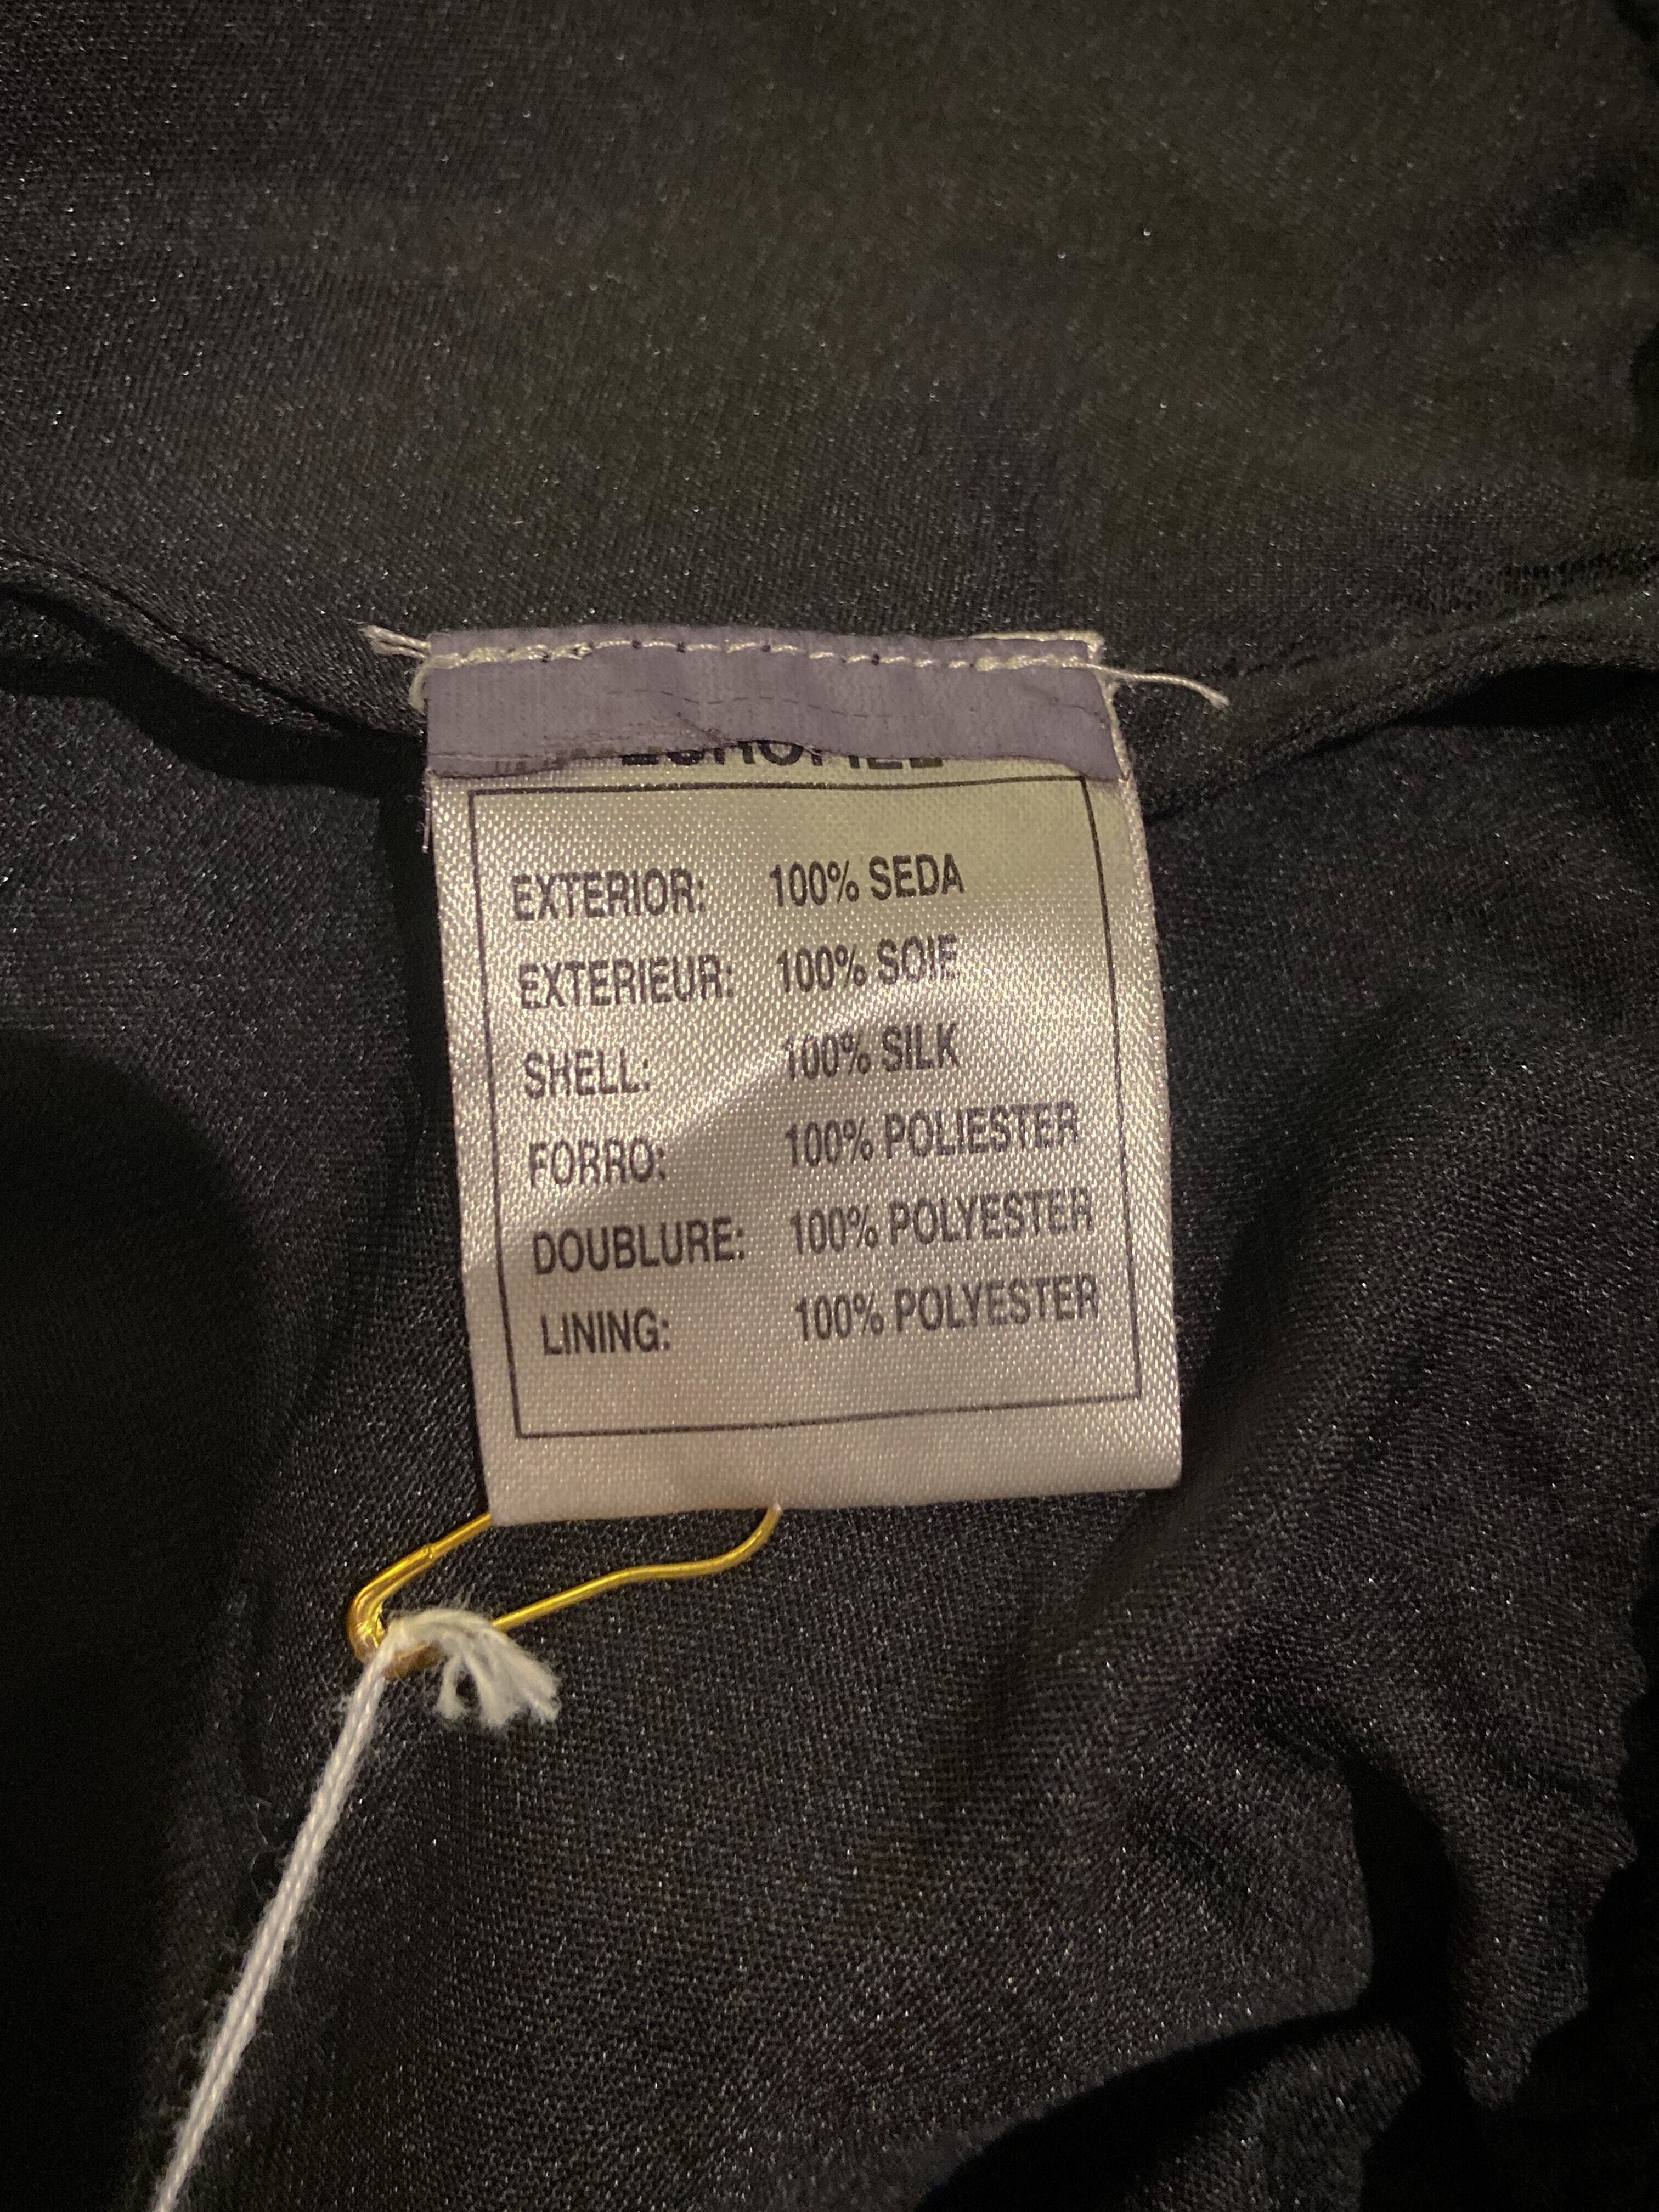 EXTERIOR: 100% SEDA
EXTERIEUR: 100% SOIE
SHELL: 100% SILK
FORRO: 100% POLIESTER
DOUBLURE: 100% POLYESTER
LINING: 100% POLYESTER